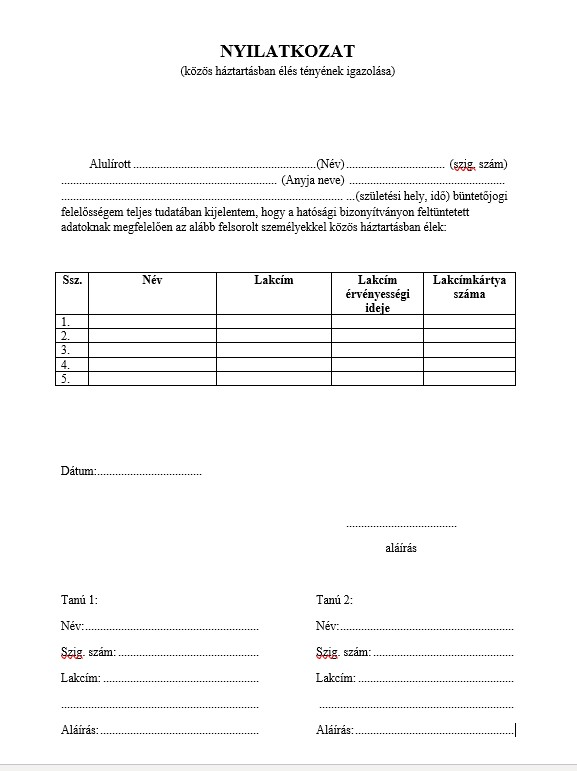 NYILATKOZAT
(közös háztartásban élés tényének igazolása)
Alulírott ..............................................................(Név)................................. (szig. szám)
........................................................................ (Anyja neve) ....................................................
.............................................................................................. ...(születési hely, idő) büntetőjogi
felelősségem teljes tudatában kijelentem, hogy a hatósági bizonyítványon feltüntetett
adatoknak megfelelően az alább felsorolt személyekkel közös háztartásban élek:
Ssz. Név Lakcím Lakcím érvényességi ideje Lakcímkártya száma
1.
2.
3.
4.
5.
Dátum:...................................
.....................................
aláírás
Tanú 1: Tanú 2:
Név:.......................................................... Név:..........................................................
Szig. szám:............................................... Szig. szám:...............................................
Lakcím:.................................................... Lakcím:....................................................
.................................................................. .................................................................
Aláírás:..................................................... Aláírás:.....................................................